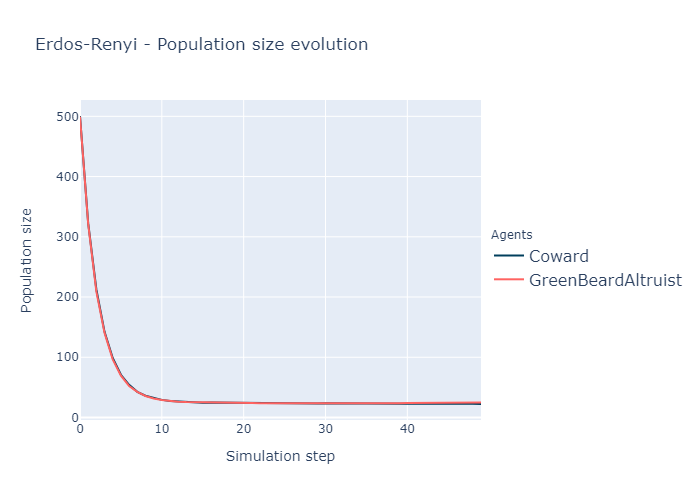 Erdos-Renyi - Population size evolution
500
400
300
200
100
0
Population size
0 10 20 30 40
Simulation step
Agents
Coward
GreenBeardAltruist